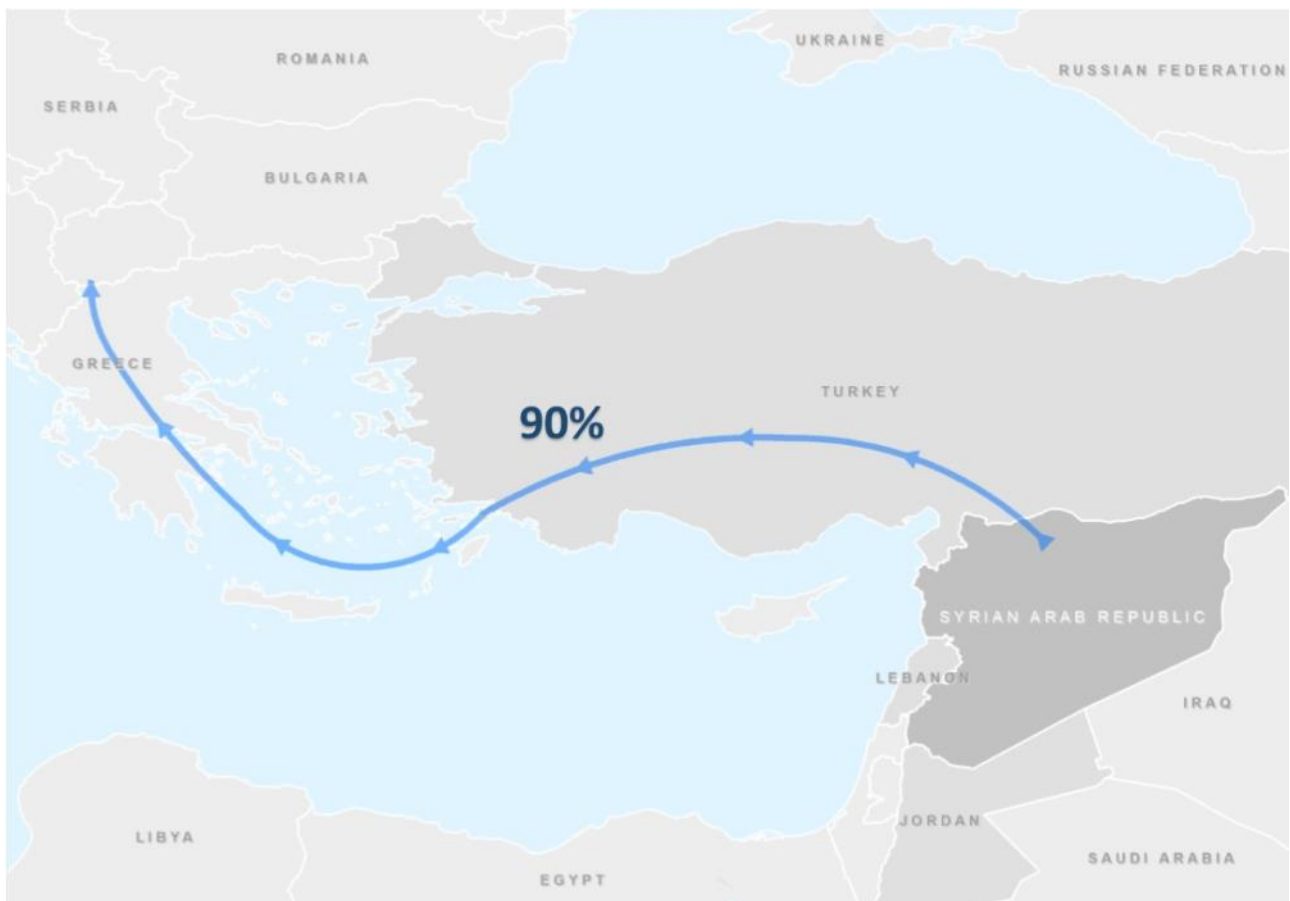 UKRAINE
ROMANIA
RUSSIAN FEDERATION
SERBIA
BULGARIA
GREECE
TURKEY
90%
SYRIAN ARAB REPUBLIC
LEBANON
IRAQ
JORDAN
LIBYA
SAUDI ARABIA
EGYPT